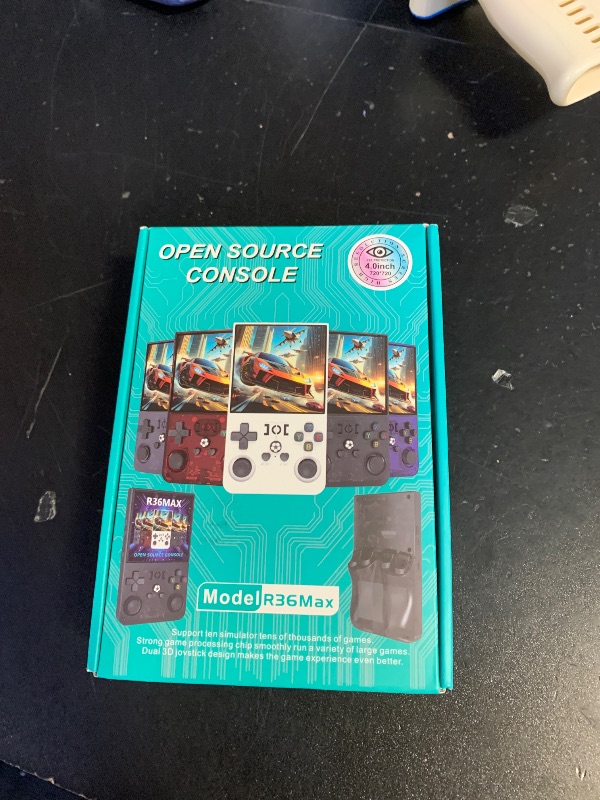 OPEN SOURCE
CONSOLE
4.0inch
720*720
R36MAX
OPEN SOURCE CONSOLE
Model R36Max
Support ten simulator tens of thousands of games.
Strong game processing chip smoothly run a variety of large games.
Dual 3D joystick design makes the game experience even better.